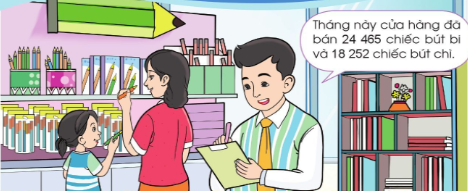 Tháng này cửa hàng đã
bán 24 465 chiếc bút bi
và 18 252 chiếc bút chì.